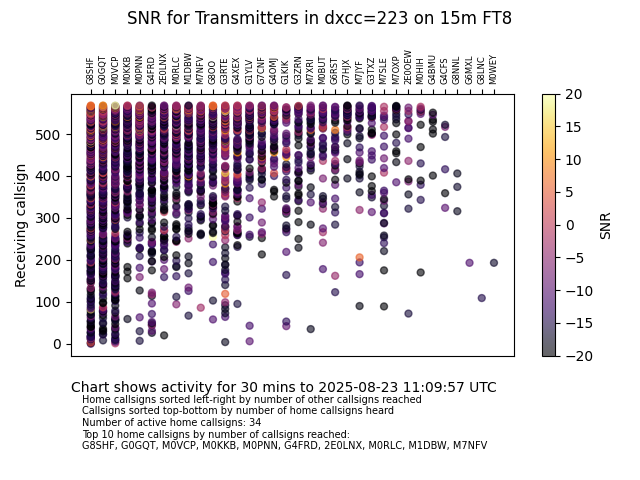 SNR for Transmitters in dxcc=223 on 15m FT8
G8SHF G0GQT M0VCP M0KKB M0PNN G4FRD 2E0LNX M0RLC M1DBW M7NFV G8OO G3RTE G4XEX G1YLV G7CNF G4OMJ G1KIK G3ZRN M7XRI M0BUT G6RST G7HJX M7JYF G3TXZ M7SLE M7OXP 2E0OEW M0HIH G4BMU G4CFS G8NNL G6MXL G8LNC M0WEY
Receiving callsign
500
400
300
200
100
0
20
15
10
5
0
−5
−10
−15
−20
SNR
Chart shows activity for 30 mins to 2025-08-23 11:09:57 UTC
Home callsigns sorted left-right by number of other callsigns reached
Callsigns sorted top-bottom by number of home callsigns heard
Number of active home callsigns: 34
Top 10 home callsigns by number of callsigns reached:
G8SHF, G0GQT, M0VCP, M0KKB, M0PNN, G4FRD, 2E0LNX, M0RLC, M1DBW, M7NFV